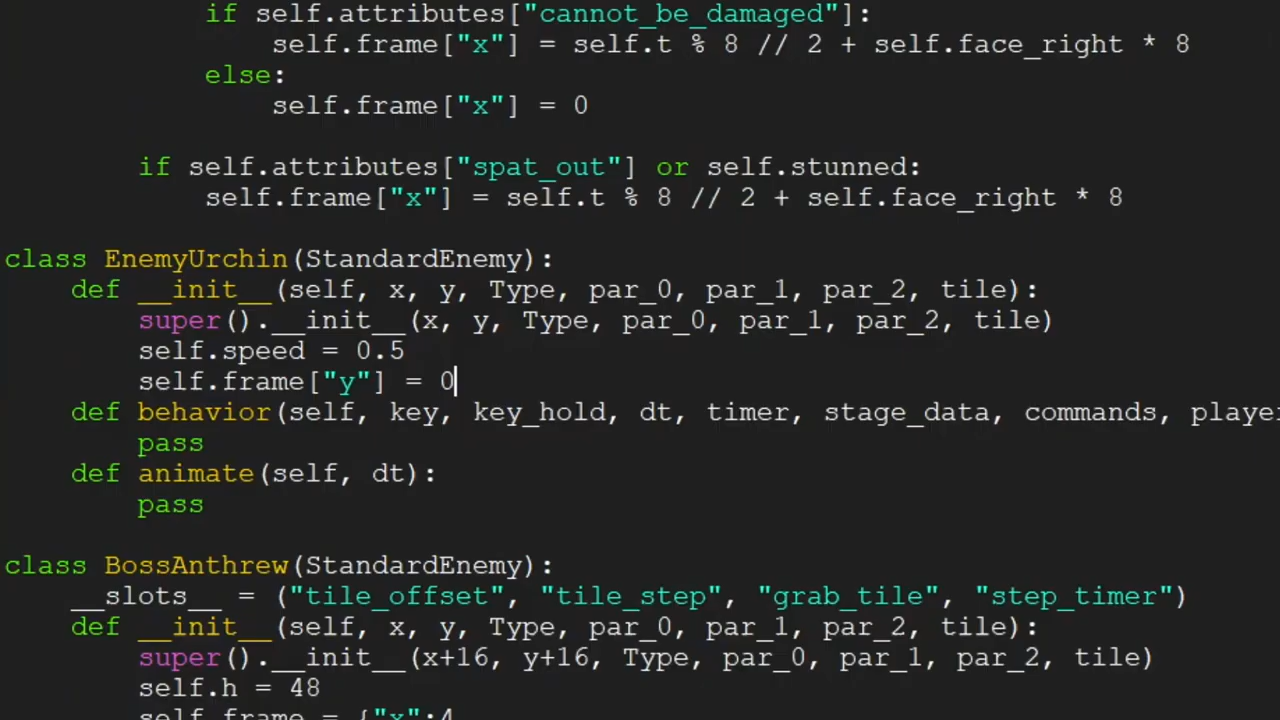 if self.attributes["cannot_be_damaged"]:
            self.frame["x"] = self.t % 8 // 2 + self.face_right * 8
        else:
            self.frame["x"] = 0

    if self.attributes["spat_out"] or self.stunned:
        self.frame["x"] = self.t % 8 // 2 + self.face_right * 8

class EnemyUrchin(StandardEnemy):
    def __init__(self, x, y, Type, par_0, par_1, par_2, tile):
        super().__init__(x, y, Type, par_0, par_1, par_2, tile)
        self.speed = 0.5
        self.frame["y"] = 0
    def behavior(self, key, key_hold, dt, timer, stage_data, commands, playe
        pass
    def animate(self, dt):
        pass

class BossAnthrew(StandardEnemy):
    __slots__ = ("tile_offset", "tile_step", "grab_tile", "step_timer")
    def __init__(self, x, y, Type, par_0, par_1, par_2, tile):
        super().__init__(x+16, y+16, Type, par_0, par_1, par_2, tile)
        self.h = 48
        self.frame = {"x":4